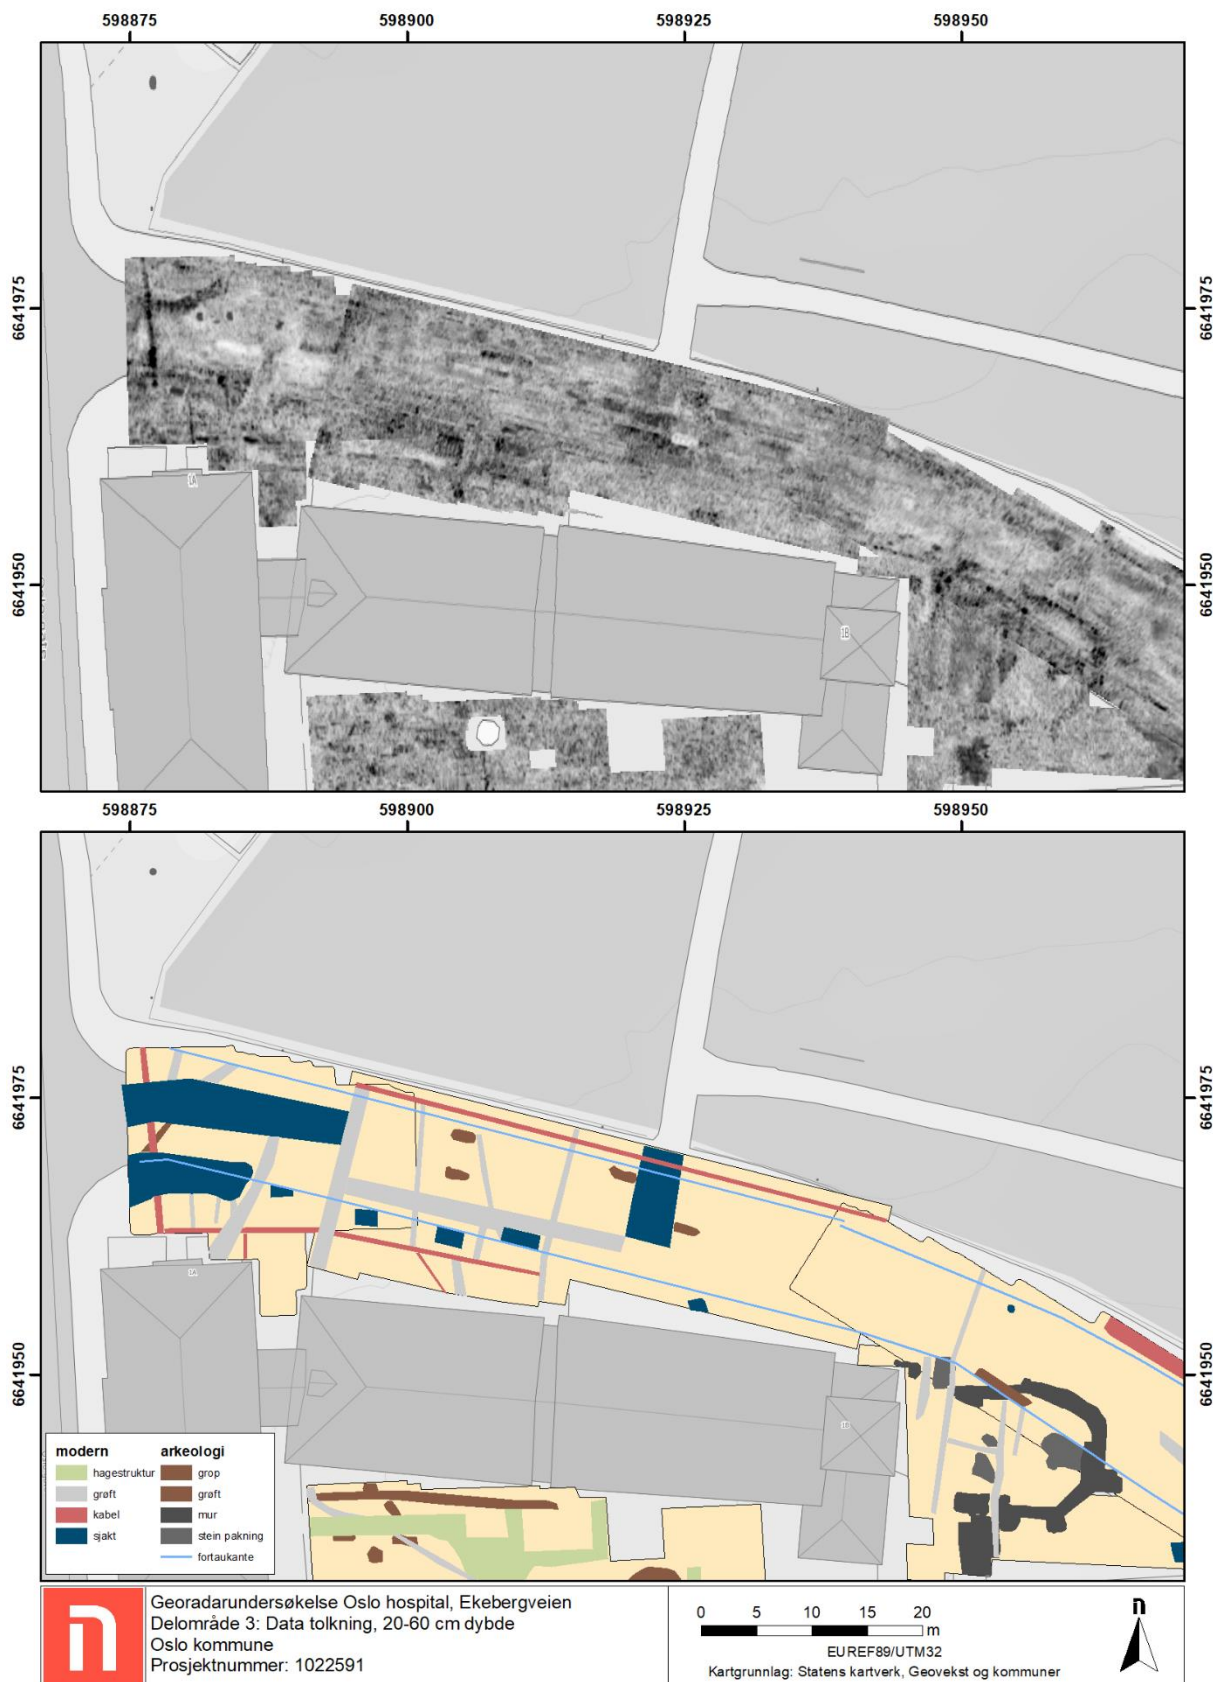 598875 598900 598925 598950
6641975 6641975
1A
6641950 6641950
1B
598875 598900 598925 598950
6641975 6641975
1A
6641950 6641950
1B
modern arkeologi
hagestruktur grop
grøft grøft
kabel mur
sjakt stein pakning
fortaukante
Georadarundersøkelse Oslo hospital, Ekebergveien
Delområde 3: Data tolkning, 20-60 cm dybde
Oslo kommune
Prosjektnummer: 1022591
0 5 10 15 20
m
EUREF89/UTM32
Kartgrunnlag: Statens kartverk, Geovekst og kommuner
n
n